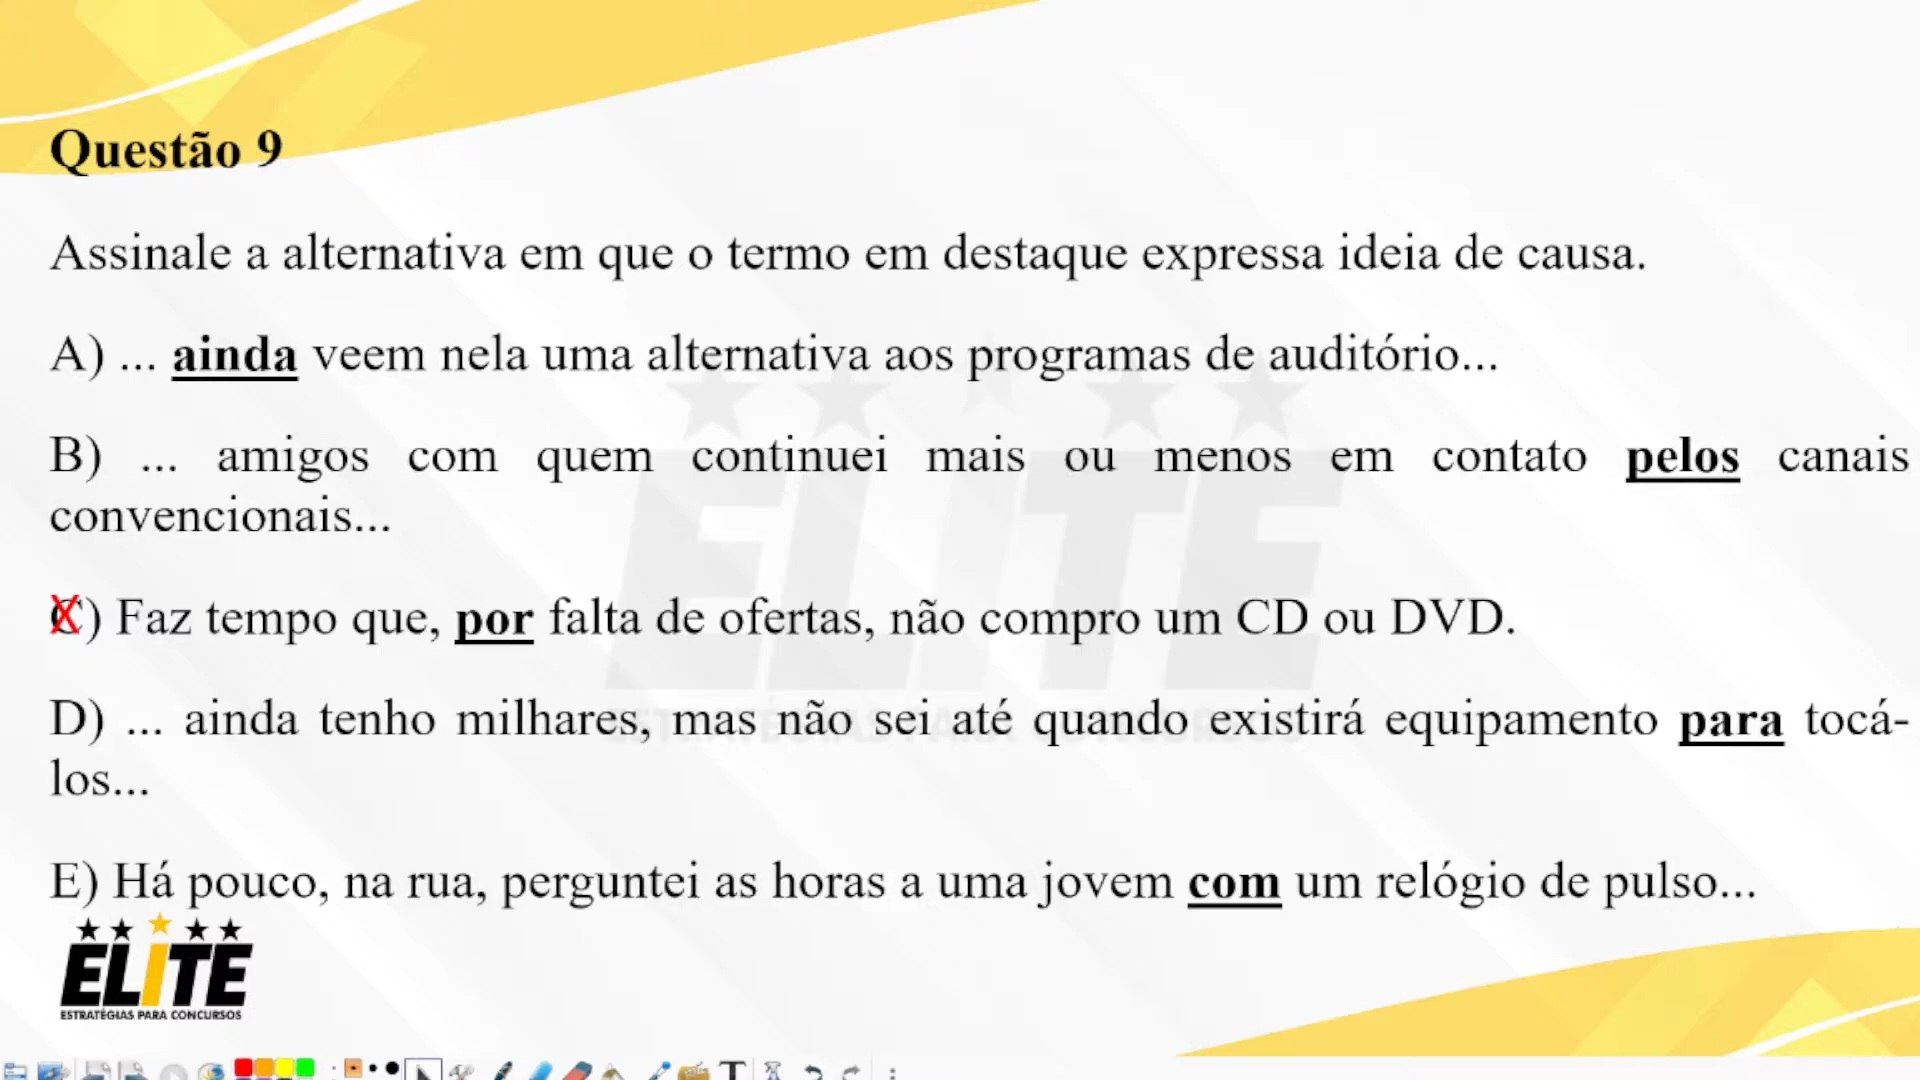 Questão 9
Assinale a alternativa em que o termo em destaque expressa ideia de causa.
A) ... ainda veem nela uma alternativa aos programas de auditório...
B) ... amigos com quem continuei mais ou menos em contato pelos canais
convencionais...
C) Faz tempo que, por falta de ofertas, não compro um CD ou DVD.
D) ... ainda tenho milhares, mas não sei até quando existirá equipamento para tocá-
los...
E) Há pouco, na rua, perguntei as horas a uma jovem com um relógio de pulso...
ELITE
ESTRATÉGIAS PARA CONCURSOS
ELITE
ESTRATÉGIAS PARA CONCURSOS